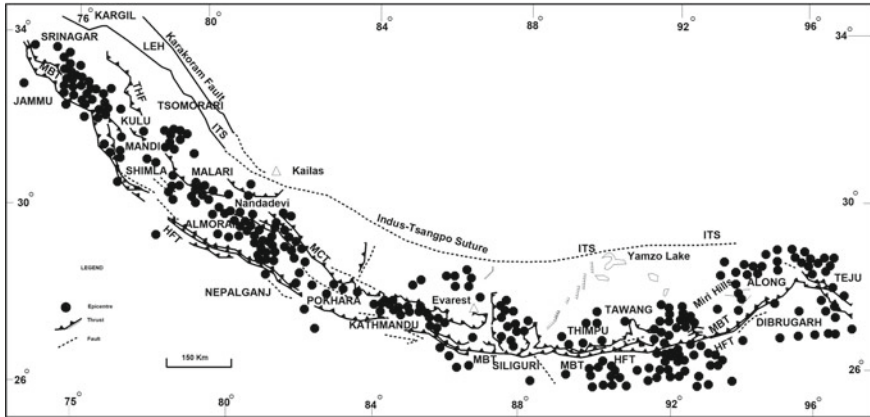 76° 80 84 88 92 96
34° 34°
KARGIL
SRINAGAR
LEH
Karakoram Fault
MBT
THF
JAMMU
TSOMORARI
KULU
ITS
MANDI
SHIMLA
MALARI
Kailas
30° 30°
Nandadevi
Indus-Tsangpo Suture
ITS
ALMORA
HFT
MCT
ITS
Yamzo Lake
LEGEND
NEPALGANJ
Miri Hills
ALONG
TEJU
POKHARA
Evarest
TAWANG
Epicentre
Thrust
KATHMANDU
THIMPU
MBT
DIBRUGARH
Fault
150 Km
MBT
SILIGURI
MBT
HFT
HFT
26° 26
75° 80° 84° 88° 92° 96°